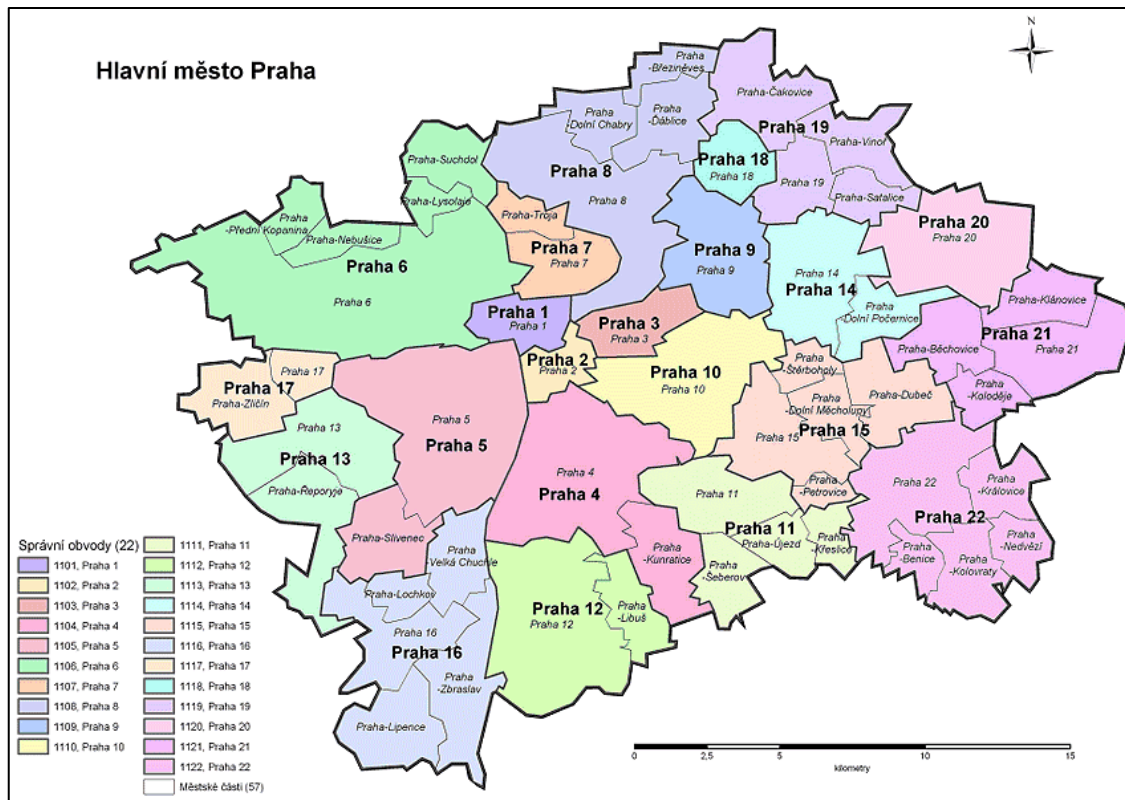 N
Hlavní město Praha
Praha
-Březiněves
Praha-Čakovice
Praha
-Dolní Chabry
Praha
-Ďáblice
Praha 19
Praha-Vinoř
Praha-Suchdol
Praha 8
Praha 18
Praha 18
Praha 19
Praha-Satalice
Praha-Lysolaje
Praha 8
Praha-Troja
Praha
-Přední Kopanina
Praha-Nebušice
Praha 20
Praha 20
Praha 7
Praha 7
Praha 9
Praha 9
Praha 6
Praha 6
Praha 14
Praha 14
Praha
-Dolní Počernice
Praha-Klánovice
Praha 1
Praha 1
Praha 3
Praha 3
Praha 21
Praha 21
Praha-Běchovice
Praha 2
Praha 2
Praha 10
Praha 10
Praha
-Štěrboholy
Praha 17
Praha 17
Praha-Zličín
Praha-Dubeč
Praha
-Koloděje
Praha
-Dolní Měcholupy
Praha 5
Praha 5
Praha 13
Praha 13
Praha 15
Praha 15
Praha-Řeporyje
Praha 4
Praha 4
Praha
-Petrovice
Praha 22
Praha 22
Praha
-Královice
Praha 11
Praha 11
Praha-Újezd
Praha
-Křeslice
Praha-Slivenec
Praha
-Velká Chuchle
Praha
-Kunratice
Praha
-Šeberov
Praha
-Nedvězí
Praha
-Benice
Praha
-Kolovraty
Praha-Lochkov
Praha 12
Praha 12
Praha
-Libuš
Praha 16
Praha 16
Praha
-Zbraslav
Praha-Lipence
Správní obvody (22)
1101, Praha 1
1102, Praha 2
1103, Praha 3
1104, Praha 4
1105, Praha 5
1106, Praha 6
1107, Praha 7
1108, Praha 8
1109, Praha 9
1110, Praha 10
1111, Praha 11
1112, Praha 12
1113, Praha 13
1114, Praha 14
1115, Praha 15
1116, Praha 16
1117, Praha 17
1118, Praha 18
1119, Praha 19
1120, Praha 20
1121, Praha 21
1122, Praha 22
Městské části (57)
0 2,5 5 10 15
kilometry